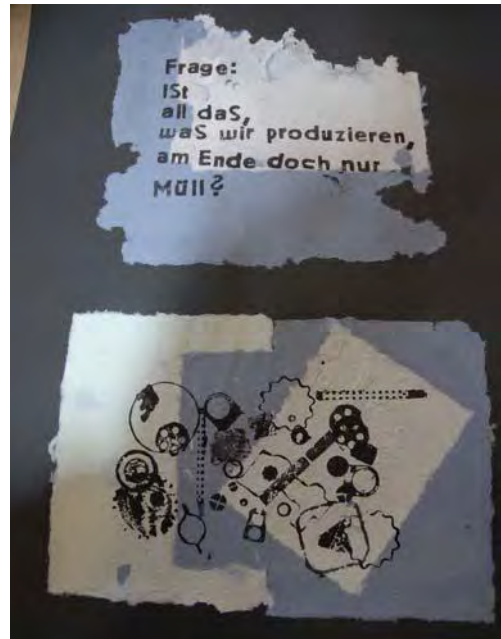 Frage:
ISt
all daS,
waS wir produzieren,
am Ende doch nur
Müll?